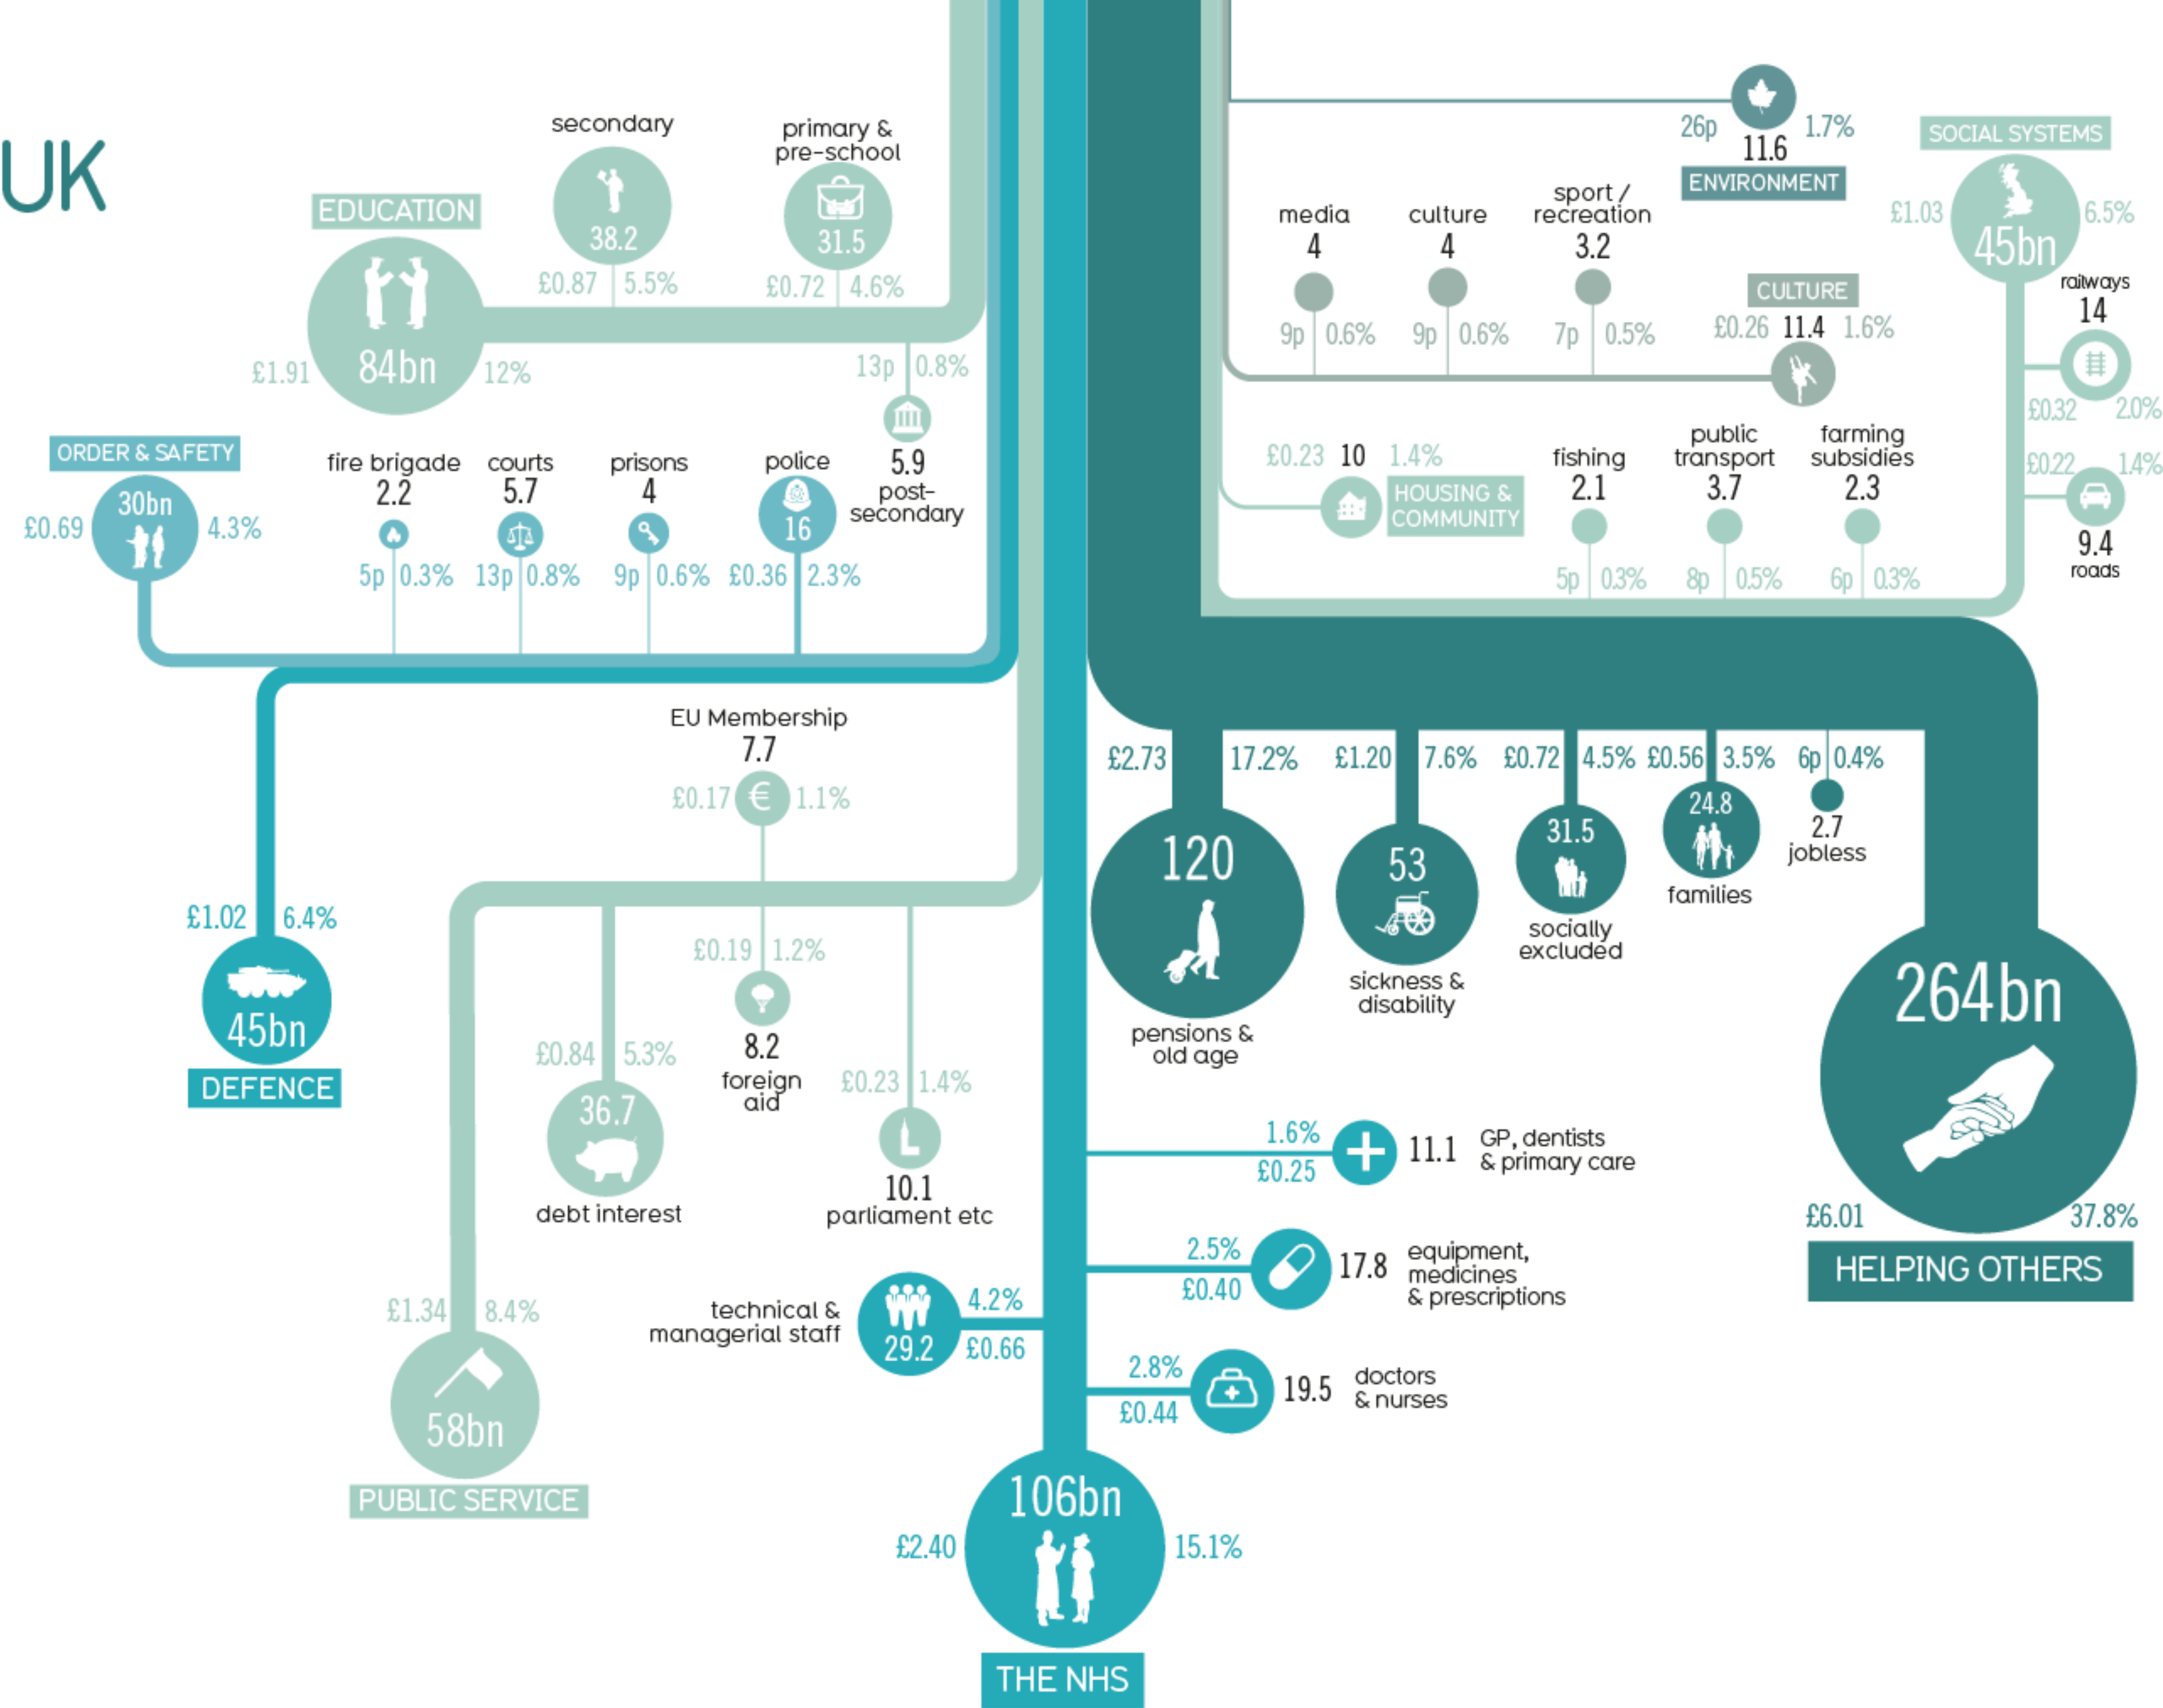 UK
EDUCATION
84bn
£1.91
12%
secondary
38.2
£0.87
5.5%
primary &
pre-school
31.5
£0.72
4.6%
13p
0.8%
5.9
post-
secondary
ORDER & SAFETY
30bn
£0.69
4.3%
fire brigade
2.2
5p
0.3%
courts
5.7
13p
0.8%
prisons
4
9p
0.6%
police
16
£0.36
2.3%
26p
11.6
1.7%
ENVIRONMENT
SOCIAL SYSTEMS
£1.03
45bn
6.5%
media
4
9p
0.6%
culture
4
9p
0.6%
sport /
recreation
3.2
7p
0.5%
CULTURE
£0.26
11.4
1.6%
railways
14
£0.32
2.0%
£0.22
1.4%
9.4
roads
£0.23
10
1.4%
HOUSING &
COMMUNITY
fishing
2.1
5p
0.3%
public
transport
3.7
8p
0.5%
farming
subsidies
2.3
6p
0.3%
£1.02
6.4%
45bn
DEFENCE
EU Membership
7.7
£0.17
€
1.1%
£0.84
5.3%
36.7
debt interest
£0.19
1.2%
8.2
foreign
aid
£0.23
1.4%
10.1
parliament etc
£1.34
8.4%
58bn
PUBLIC SERVICE
£2.73
17.2%
120
pensions &
old age
£1.20
7.6%
53
sickness &
disability
£0.72
4.5%
31.5
socially
excluded
£0.56
3.5%
24.8
families
6p
0.4%
2.7
jobless
264bn
£6.01
37.8%
HELPING OTHERS
1.6%
£0.25
11.1
GP, dentists
& primary care
2.5%
£0.40
17.8
equipment,
medicines
& prescriptions
technical &
managerial staff
29.2
4.2%
£0.66
2.8%
£0.44
19.5
doctors
& nurses
106bn
£2.40
15.1%
THE NHS